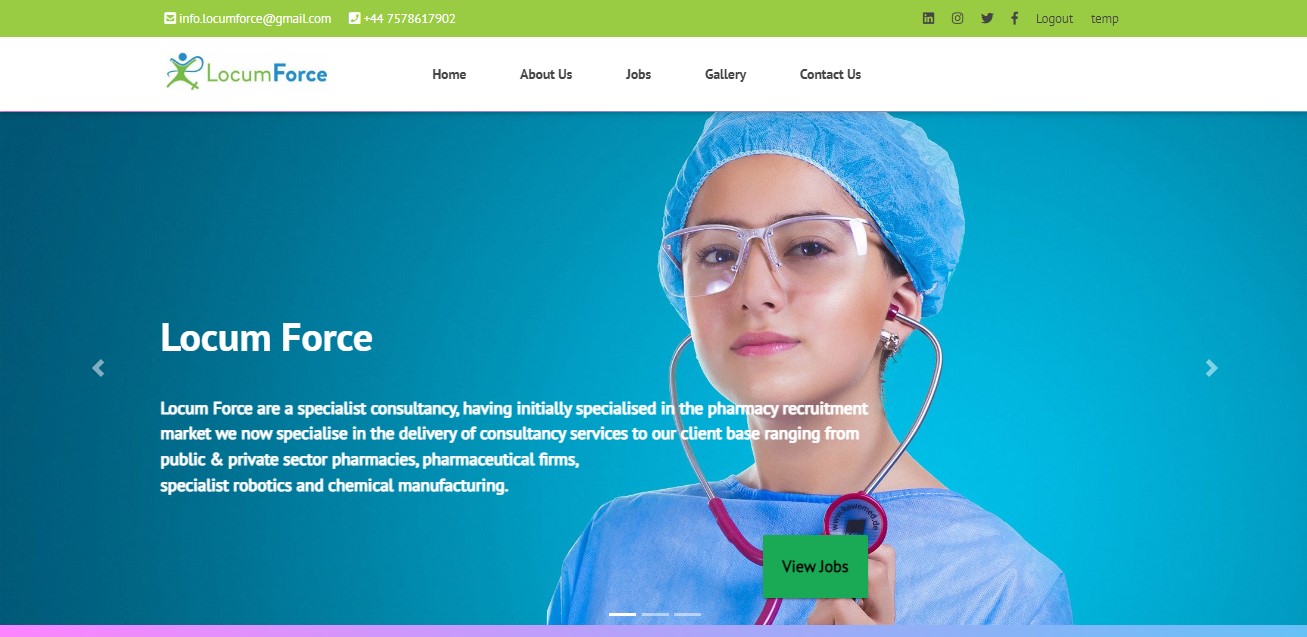 info.locumforce@gmail.com +44 7578617902 Logout temp
LocumForce Home About Us Jobs Gallery Contact Us
Locum Force
Locum Force are a specialist consultancy, having initially specialised in the pharmacy recruitment
market we now specialise in the delivery of consultancy services to our client base ranging from
public & private sector pharmacies, pharmaceutical firms,
specialist robotics and chemical manufacturing.
www.kawemed.de
View Jobs